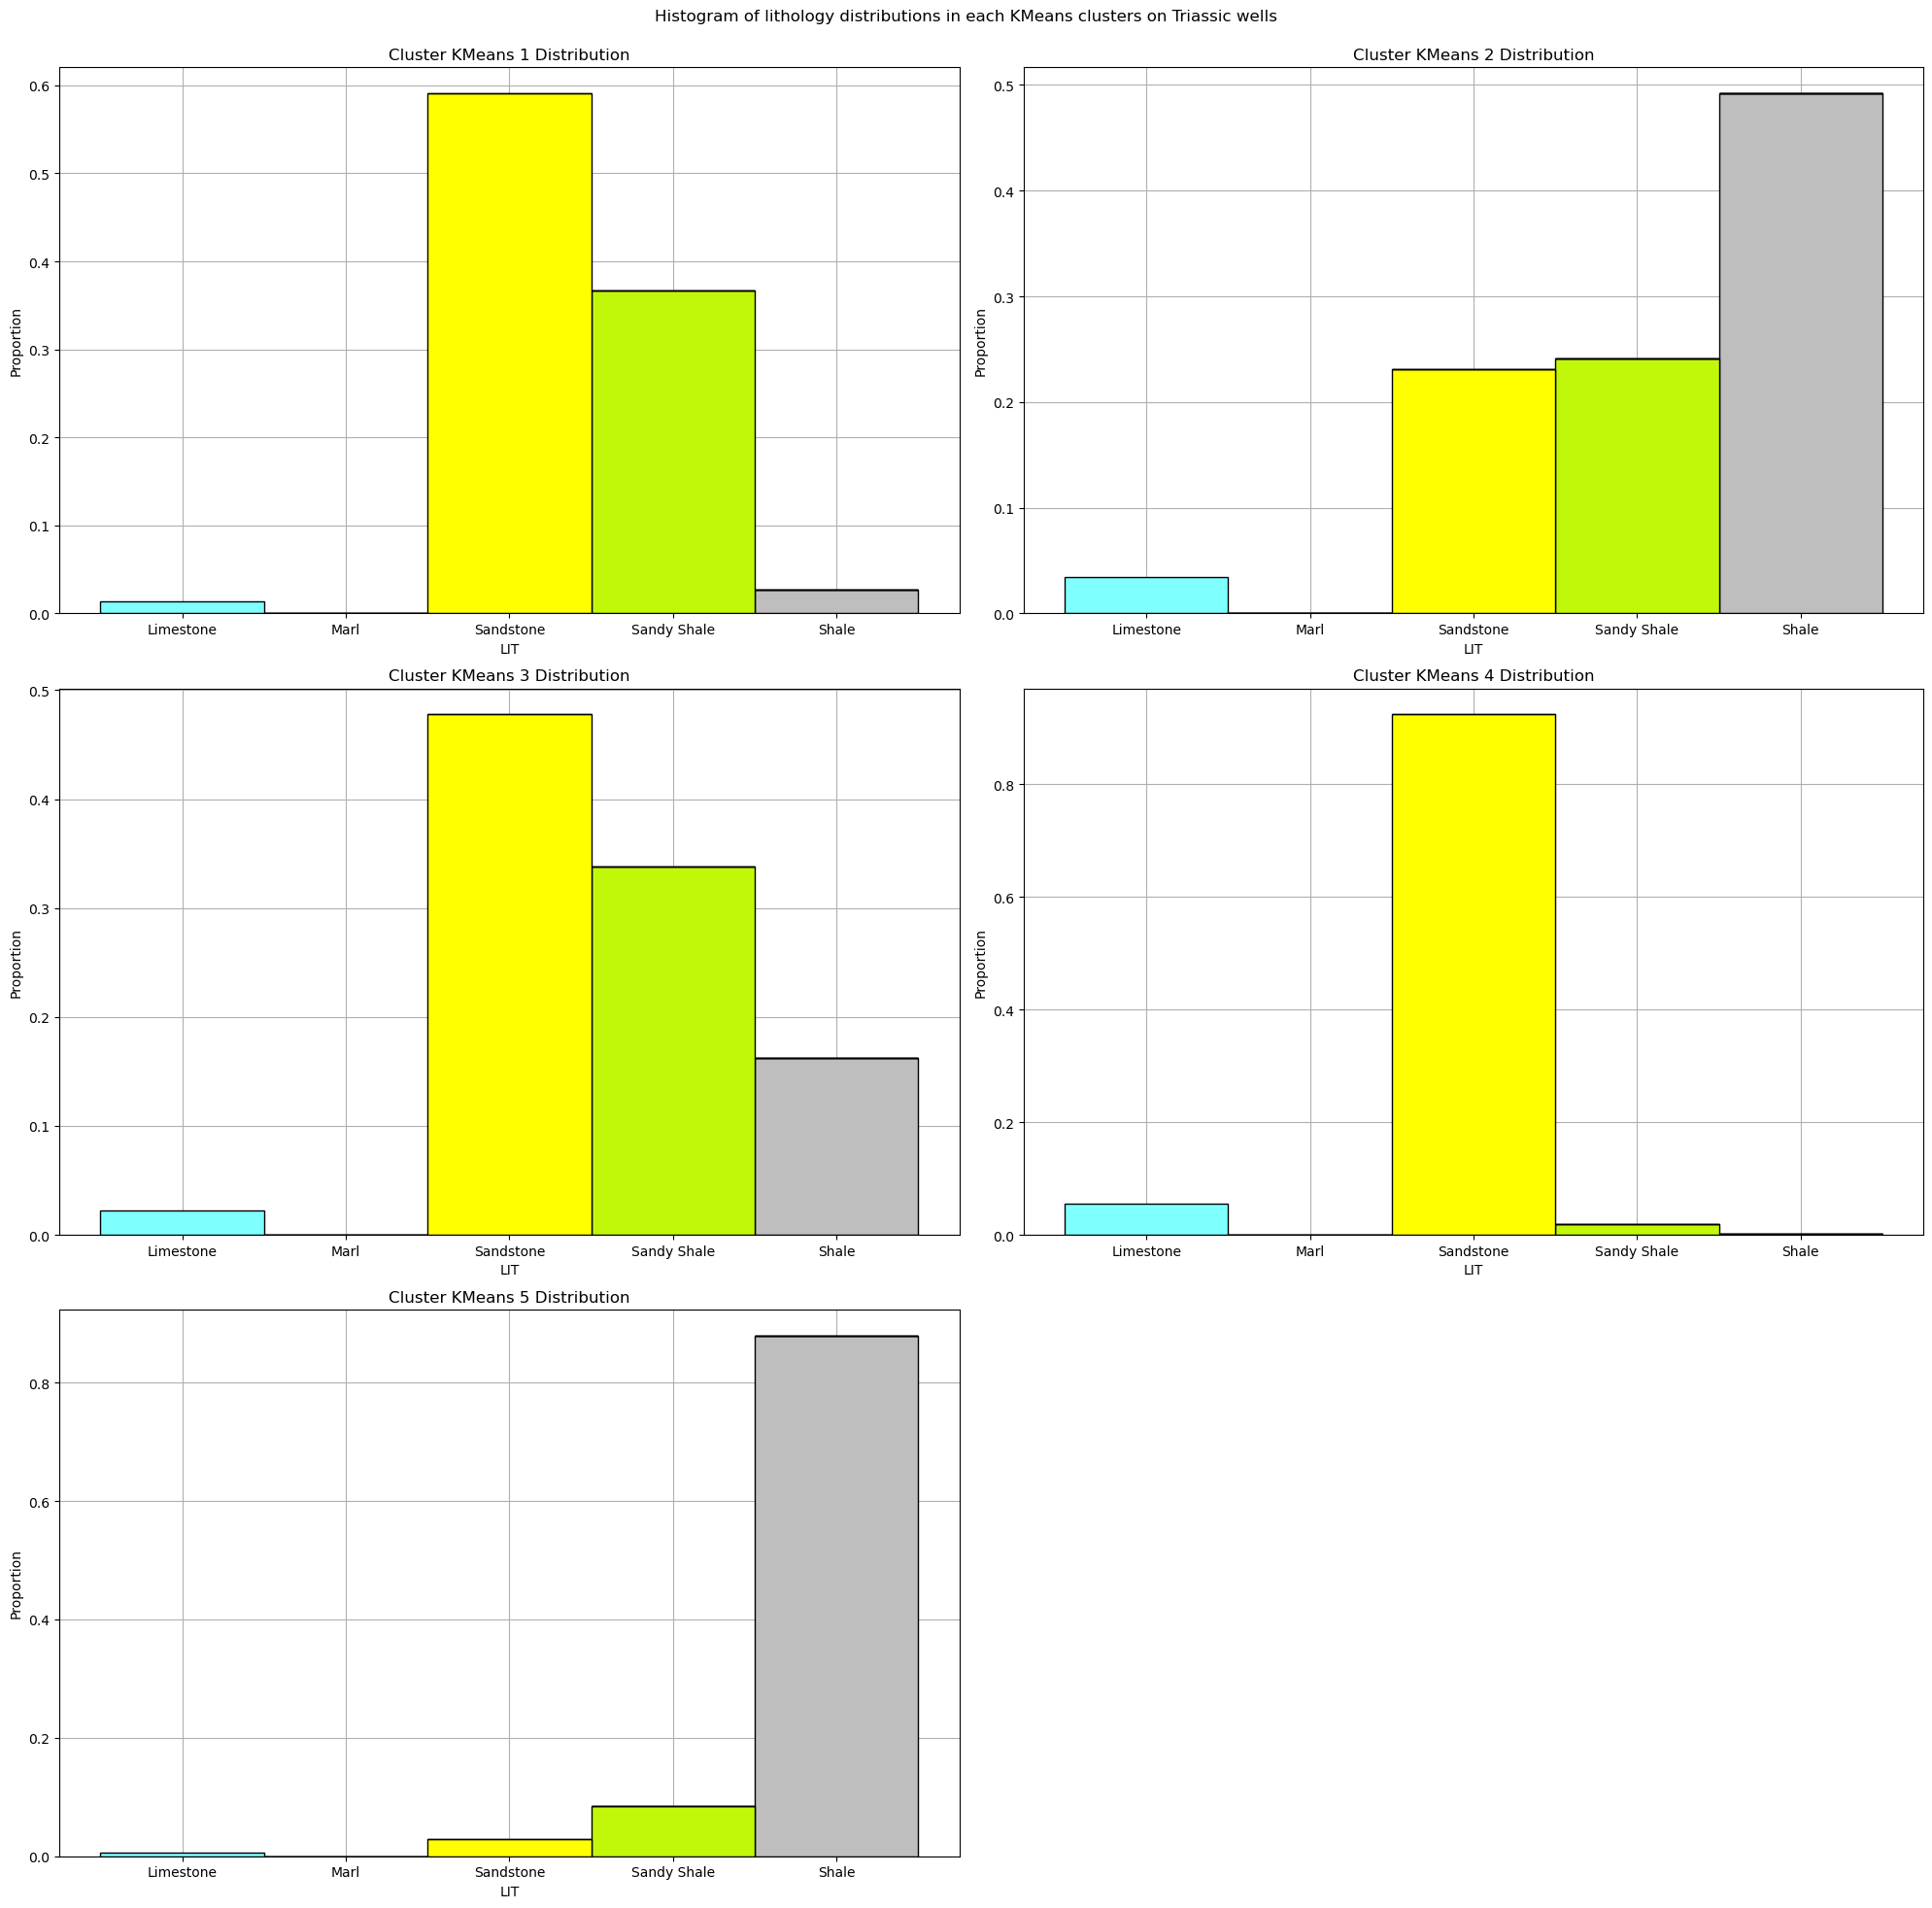 Histogram of lithology distributions in each KMeans clusters on Triassic wells
Cluster KMeans 1 Distribution
0.6
0.5
0.4
0.3
0.2
0.1
0.0
Proportion
Limestone Marl Sandstone Sandy Shale Shale
LIT
Cluster KMeans 2 Distribution
0.5
0.4
0.3
0.2
0.1
0.0
Proportion
Limestone Marl Sandstone Sandy Shale Shale
LIT
Cluster KMeans 3 Distribution
0.5
0.4
0.3
0.2
0.1
0.0
Proportion
Limestone Marl Sandstone Sandy Shale Shale
LIT
Cluster KMeans 4 Distribution
0.8
0.6
0.4
0.2
0.0
Proportion
Limestone Marl Sandstone Sandy Shale Shale
LIT
Cluster KMeans 5 Distribution
0.8
0.6
0.4
0.2
0.0
Proportion
Limestone Marl Sandstone Sandy Shale Shale
LIT